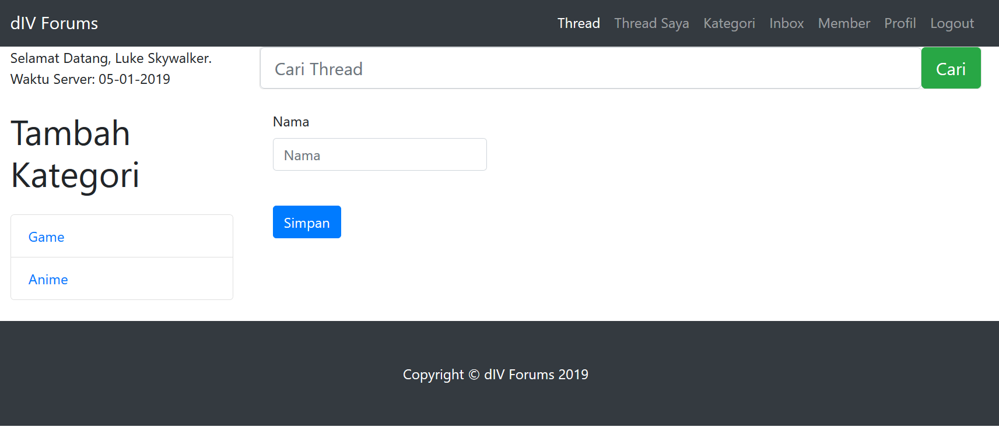 dIV Forums
Thread Thread Saya Kategori Inbox Member Profil Logout
Selamat Datang, Luke Skywalker.
Waktu Server: 05-01-2019
Cari Thread
Cari
Tambah
Kategori
Game
Anime
Nama
Nama
Simpan
Copyright © dIV Forums 2019